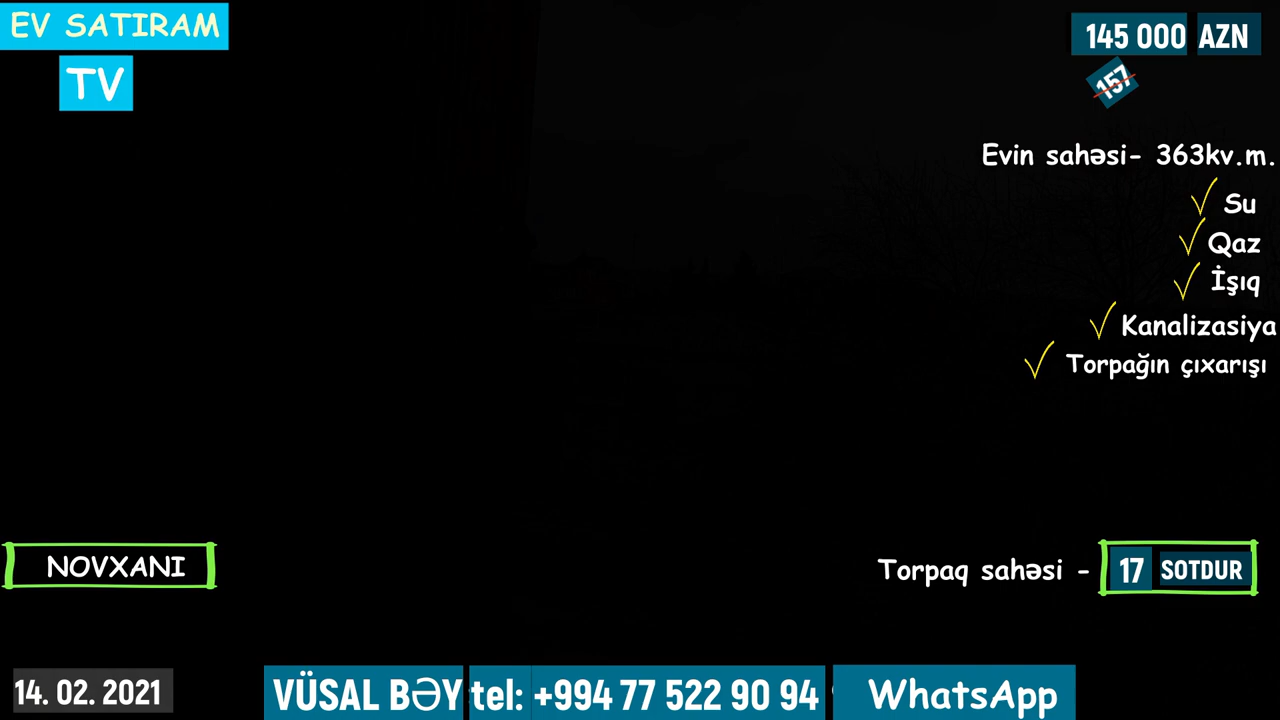 EV SATIRAM
TV
145 000 AZN
157
Evin sahəsi- 363kv.m.
Su
Qaz
İşıq
Kanalizasiya
Torpağın çıxarışı
NOVXANI
Torpaq sahəsi - 17 SOTDUR
14. 02. 2021
VÜSAL BƏY tel: +994 77 522 90 94 WhatsApp